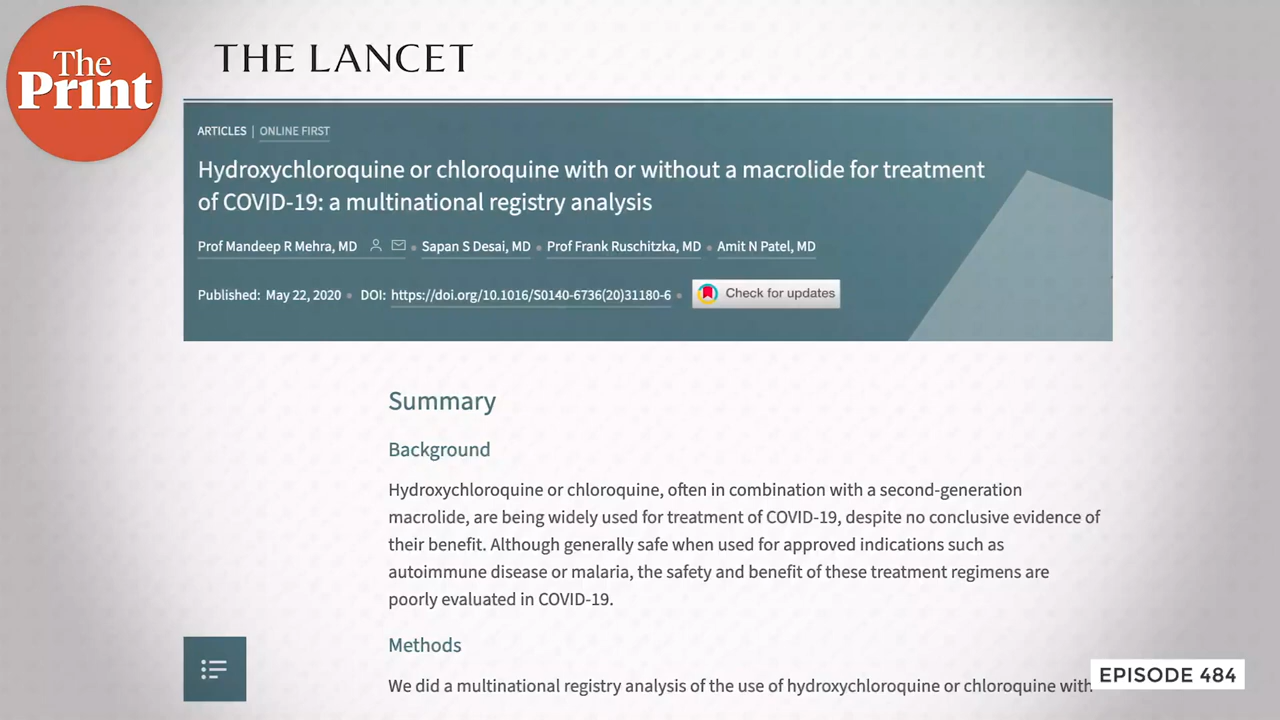 The
Print
THE LANCET
ARTICLES | ONLINE FIRST
Hydroxychloroquine or chloroquine with or without a macrolide for treatment
of COVID-19: a multinational registry analysis
Prof Mandeep R Mehra, MD • Sapan S Desai, MD • Prof Frank Ruschitzka, MD • Amit N Patel, MD
Published: May 22, 2020 • DOI: https://doi.org/10.1016/S0140-6736(20)31180-6 • Check for updates
Summary
Background
Hydroxychloroquine or chloroquine, often in combination with a second-generation
macrolide, are being widely used for treatment of COVID-19, despite no conclusive evidence of
their benefit. Although generally safe when used for approved indications such as
autoimmune disease or malaria, the safety and benefit of these treatment regimens are
poorly evaluated in COVID-19.
Methods
We did a multinational registry analysis of the use of hydroxychloroquine or chloroquine with
EPISODE 484